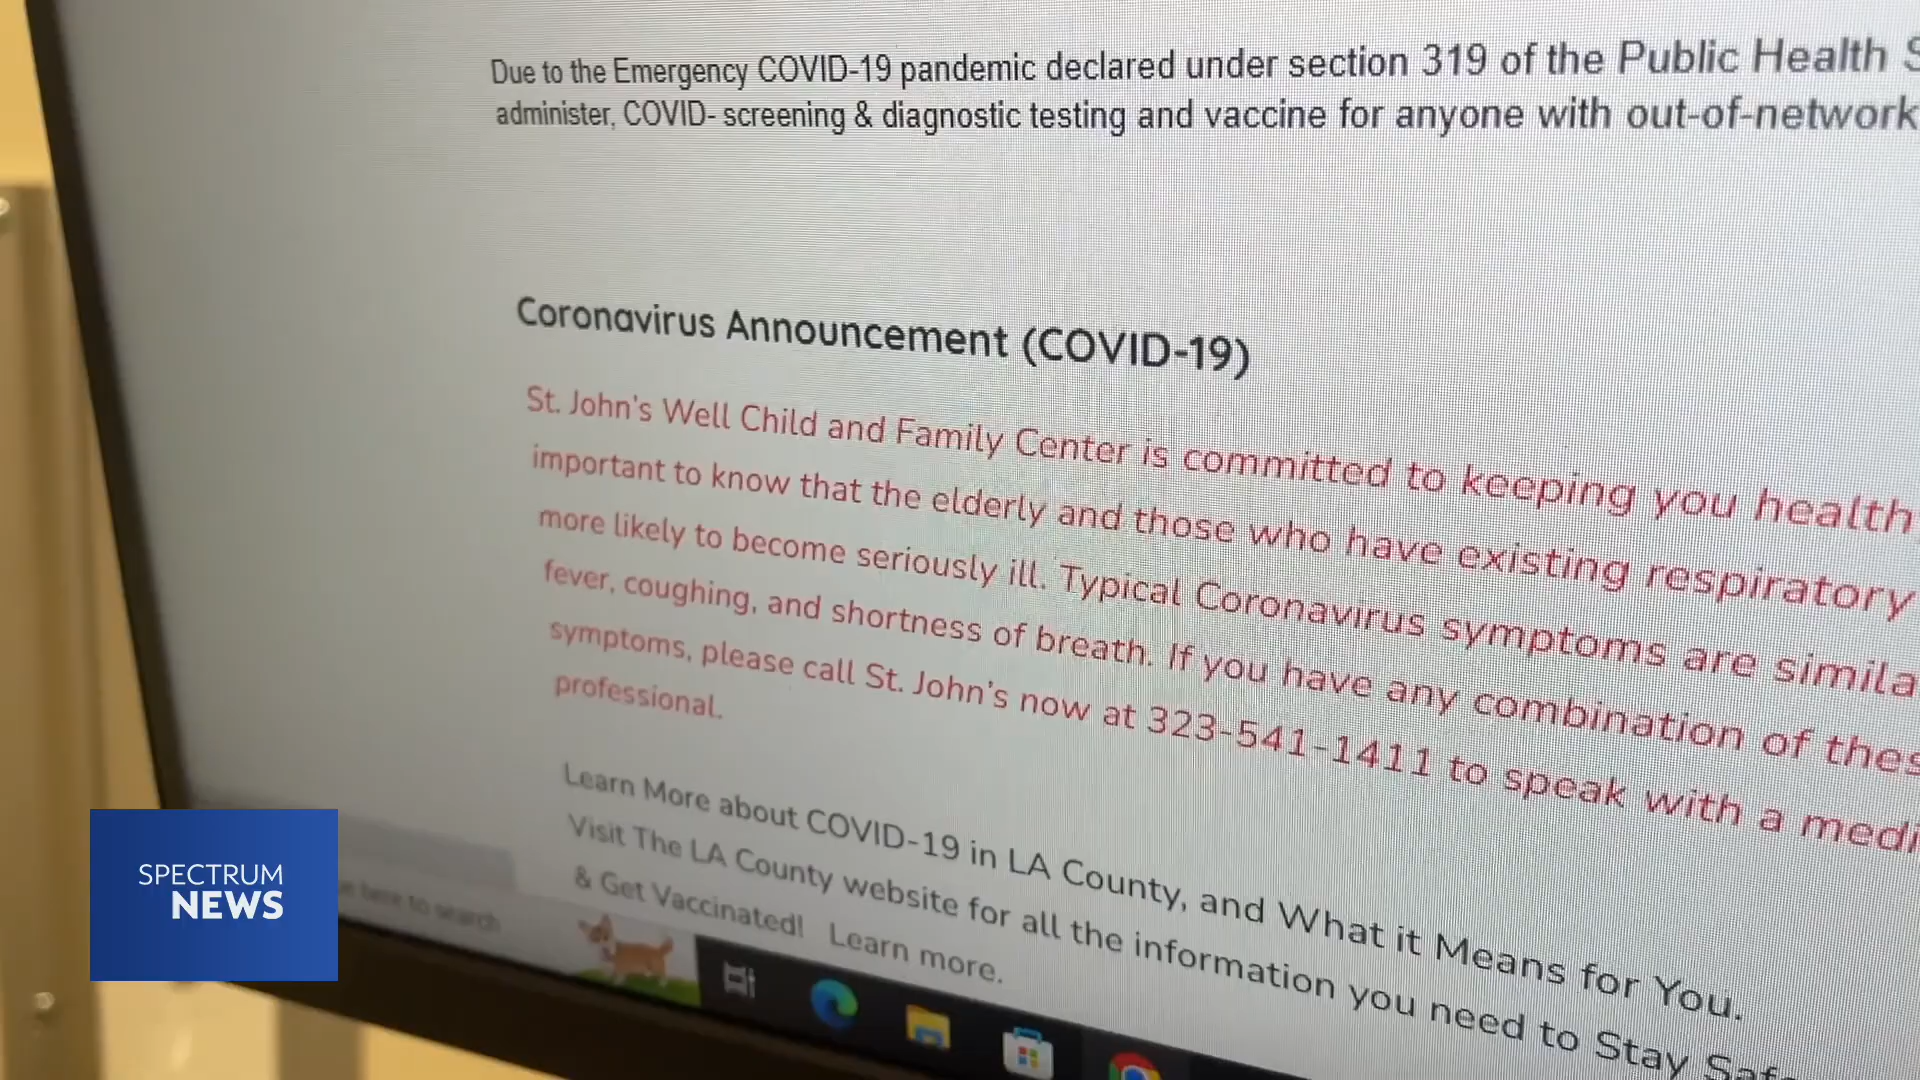 Due to the Emergency COVID-19 pandemic declared under section 319 of the Public Health S
administer, COVID- screening & diagnostic testing and vaccine for anyone with out-of-network
Coronavirus Announcement (COVID-19)
St. John's Well Child and Family Center is committed to keeping you health
important to know that the elderly and those who have existing respiratory
more likely to become seriously ill. Typical Coronavirus symptoms are simila
fever, coughing, and shortness of breath. If you have any combination of thes
symptoms, please call St. John's now at 323-541-1411 to speak with a medi
professional.
Learn More about COVID-19 in LA County, and What it Means for You.
Visit The LA County website for all the information you need to Stay Safe
& Get Vaccinated! Learn more.
here to search
SPECTRUM
NEWS